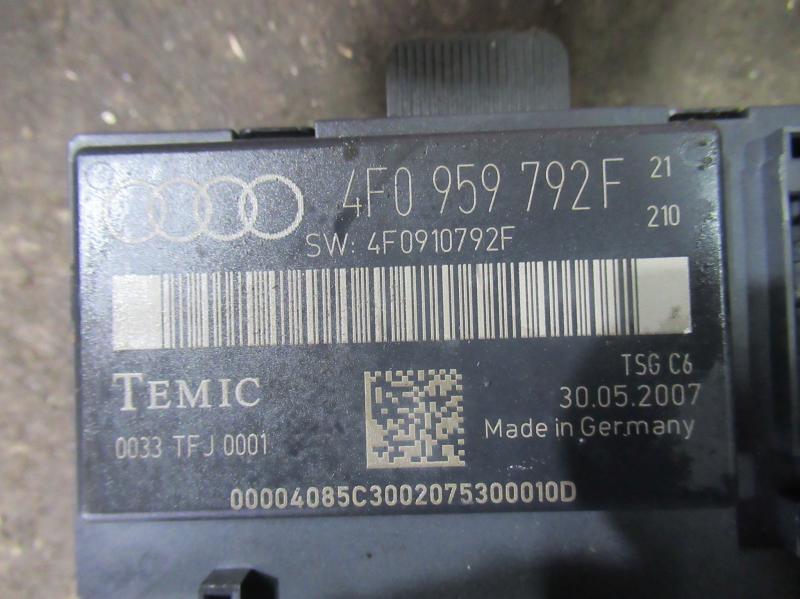 4F0 959 792F 21
210
SW: 4F0910792F
TEMIC
TSG C6
30.05.2007
0033 TFJ 0001
Made in Germany
00004085C3002075300010D